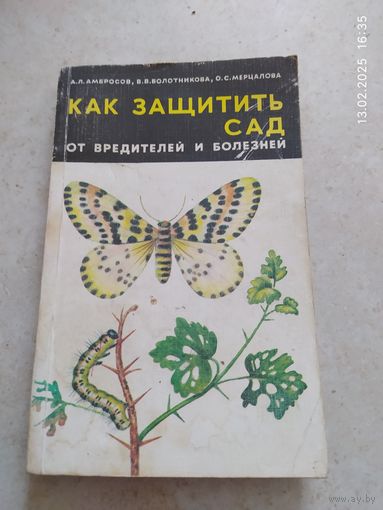 А.Л.АМБРОСОВ, В.В.БОЛОТНИКОВА, О.С.МЕРЦАЛОВА
КАК ЗАЩИТИТЬ
САД
ОТ ВРЕДИТЕЛЕЙ И БОЛЕЗНЕЙ
13.02.2025 16:35
www.ay.by